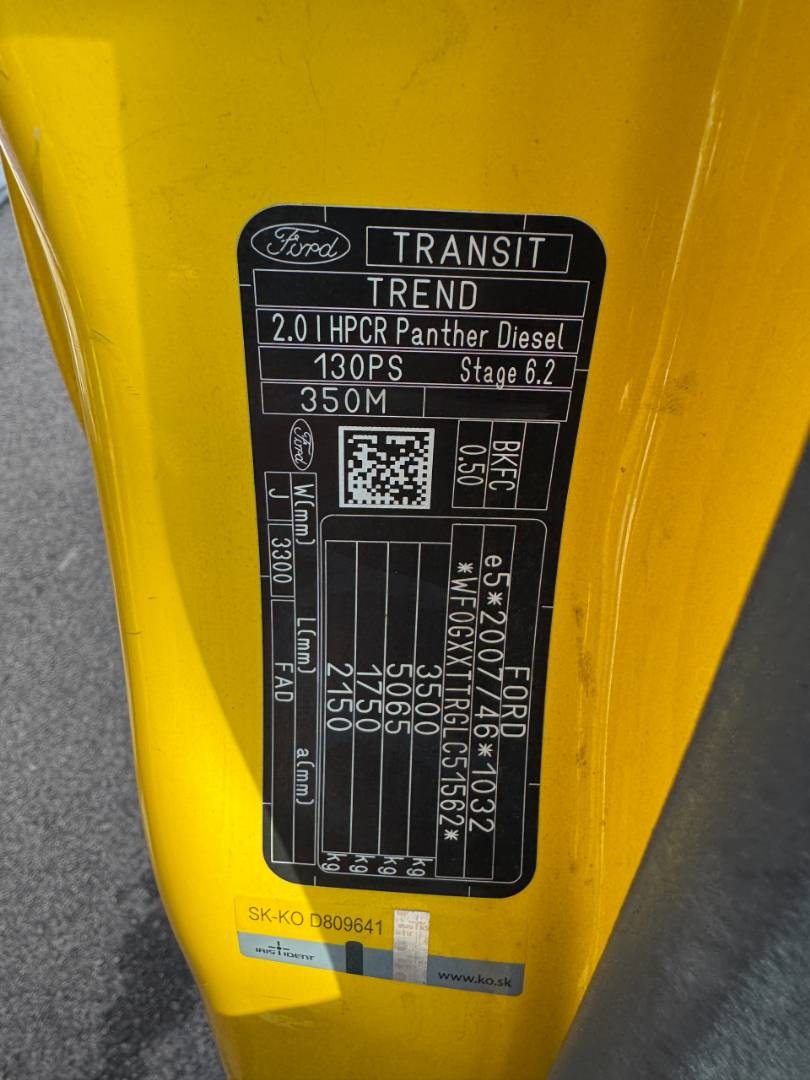 Ford TRANSIT
TREND
2.0 l HPCR Panther Diesel
130PS Stage 6.2
350M
Ford
BKFC
0.50
FORD
e5*2007/46*1032
*WF0GXXTTRGLC51562*
3500 kg
5065 kg
1750 kg
2150 kg
W(mm) L(mm) a(mm)
J 3300 FAD
SK-KO D809641
IRIS IDENT
www.ko.sk